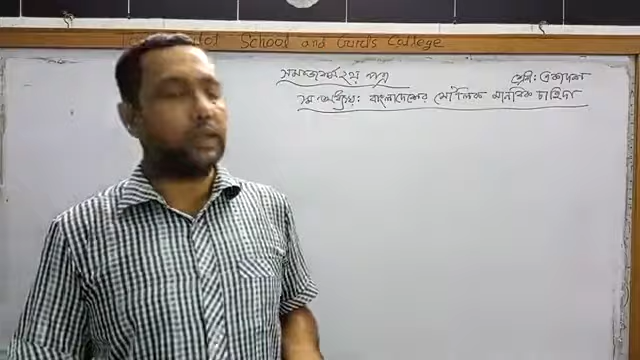 School and Girls College
সমাজকর্ম ২য় পত্র শ্রেণী: একাদশ
১ম অধ্যায়: বাংলাদেশের মৌলিক মানবিক চাহিদা